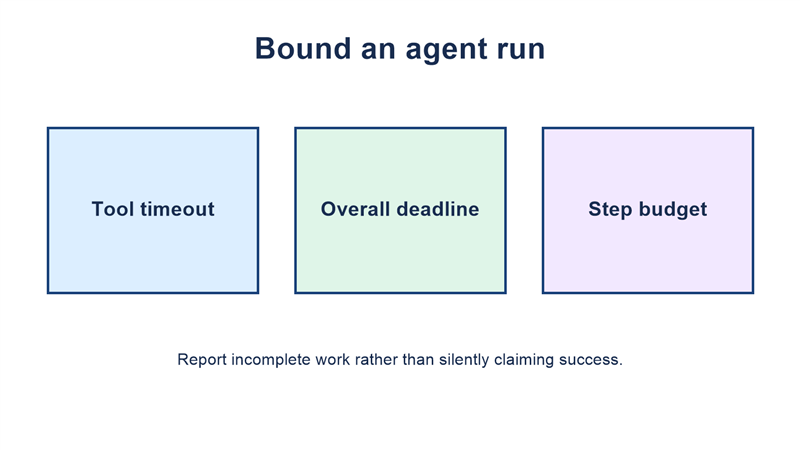 Bound an agent run
Tool timeout
Overall deadline
Step budget
Report incomplete work rather than silently claiming success.